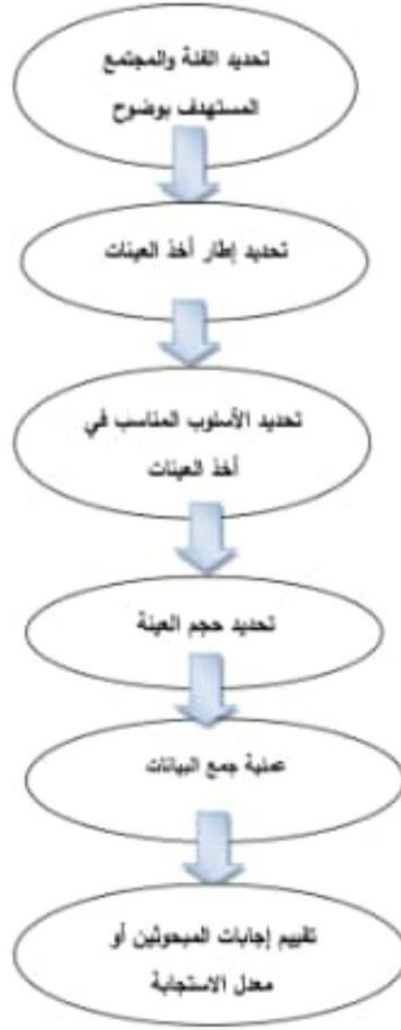 تحديد الفئة والمجتمع
المستهدف بوضوح
تحديد إطار أخذ العينات
تحديد الأسلوب المناسب في
أخذ العينات
تحديد حجم العينة
عملية جمع البيانات
تقييم إجابات المبحوثين أو
معدل الاستجابة